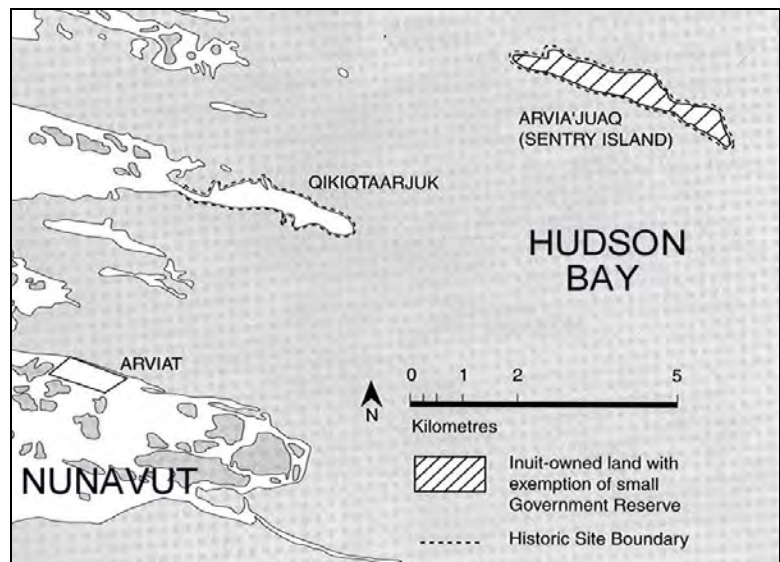 ARVIA'JUAQ
(SENTRY ISLAND)
QIKIQTAARJUK
HUDSON
BAY
ARVIAT
N
0 1 2 5
Kilometres
NUNAVUT
Inuit-owned land with
exemption of small
Government Reserve
Historic Site Boundary